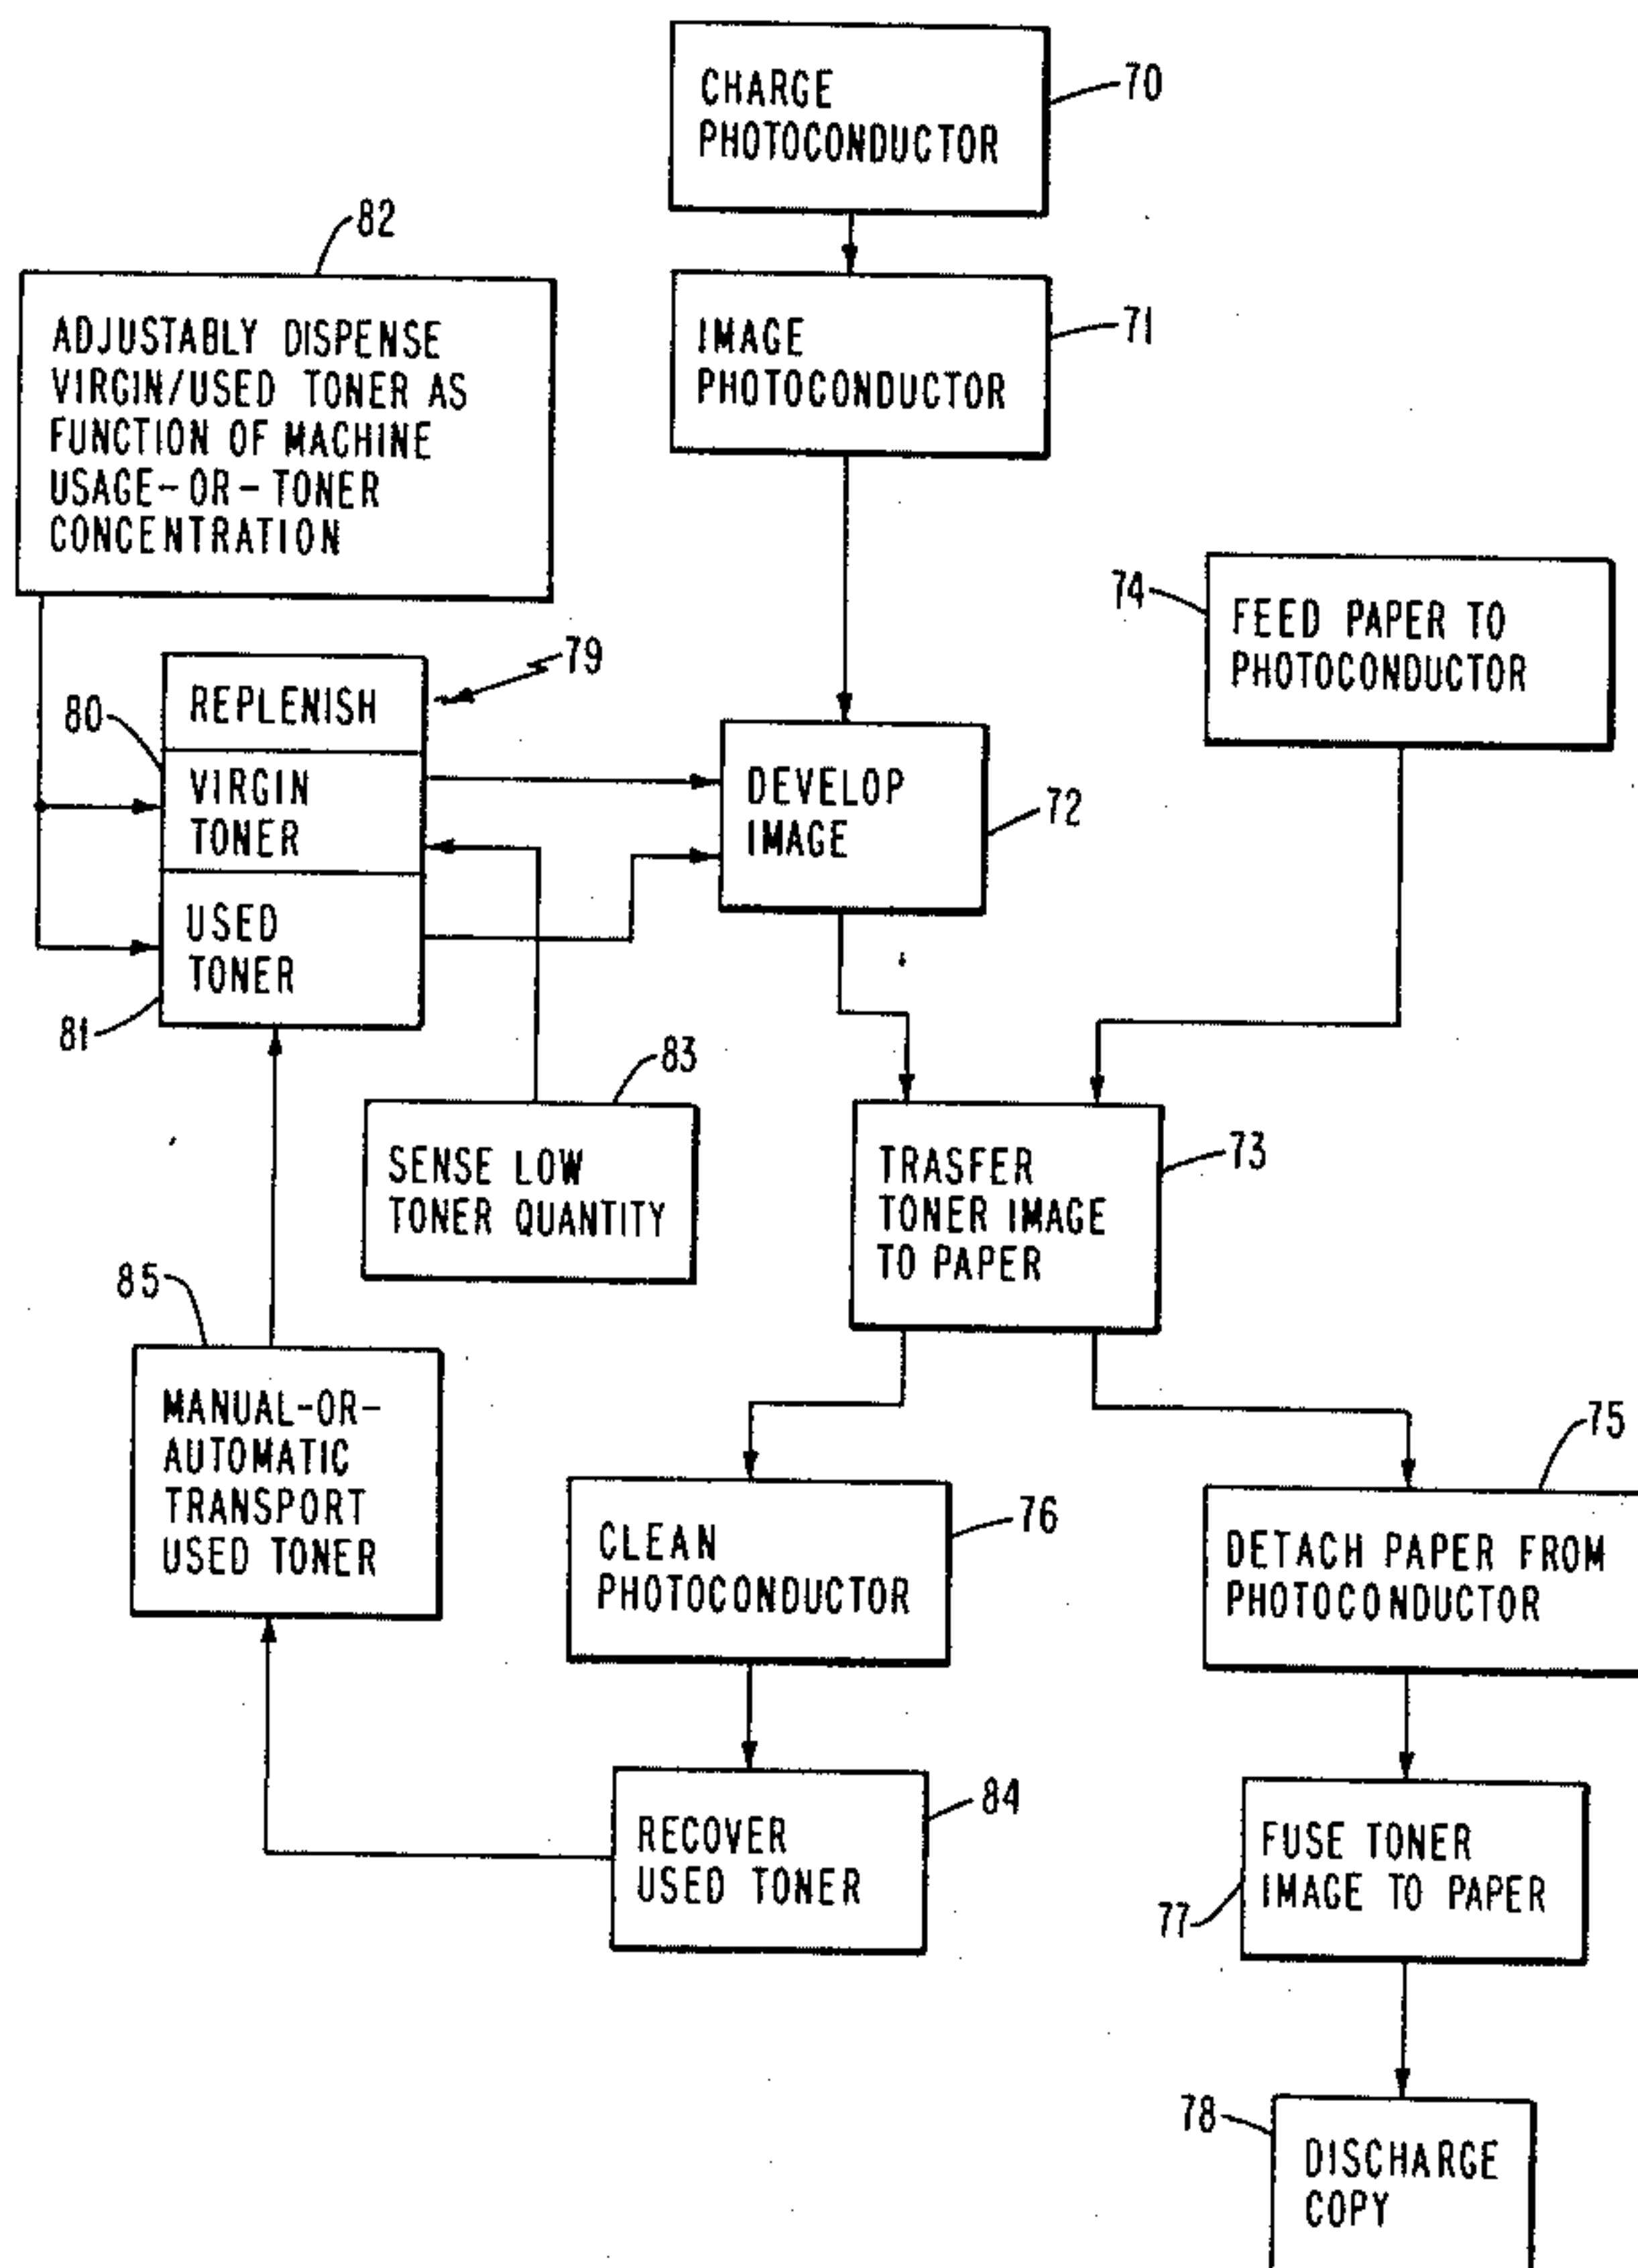 CHARGE
PHOTOCONDUCTOR
70
82
ADJUSTABLY DISPENSE
VIRGIN/USED TONER AS
FUNCTION OF MACHINE
USAGE-OR-TONER
CONCENTRATION
IMAGE
PHOTOCONDUCTOR
71
74
FEED PAPER TO
PHOTOCONDUCTOR
79
REPLENISH
80
VIRGIN
TONER
USED
TONER
81
DEVELOP
IMAGE
72
83
SENSE LOW
TONER QUANTITY
TRASFER
TONER IMAGE
TO PAPER
73
85
MANUAL-OR-
AUTOMATIC
TRANSPORT
USED TONER
CLEAN
PHOTOCONDUCTOR
76
75
DETACH PAPER FROM
PHOTOCONDUCTOR
RECOVER
USED TONER
84
FUSE TONER
IMAGE TO PAPER
77
78
DISCHARGE
COPY